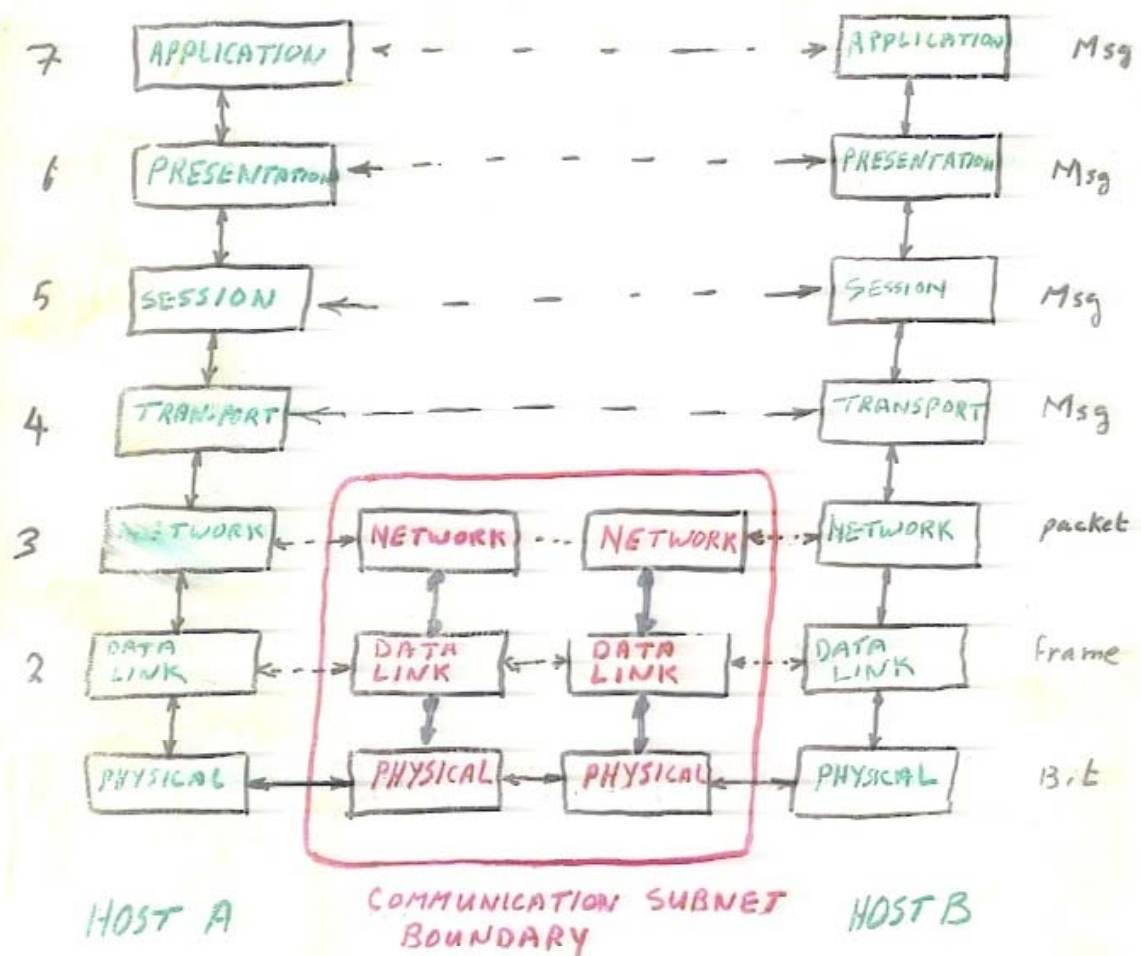 7 APPLICATION APPLICATION Msg
6 PRESENTATION PRESENTATION Msg
5 SESSION SESSION Msg
4 TRANSPORT TRANSPORT Msg
3 NETWORK NETWORK NETWORK NETWORK packet
DATA DATA DATA DATA
2 LINK LINK LINK LINK Frame
PHYSICAL PHYSICAL PHYSICAL PHYSICAL Bit
HOST A COMMUNICATION SUBNET HOST B
BOUNDARY